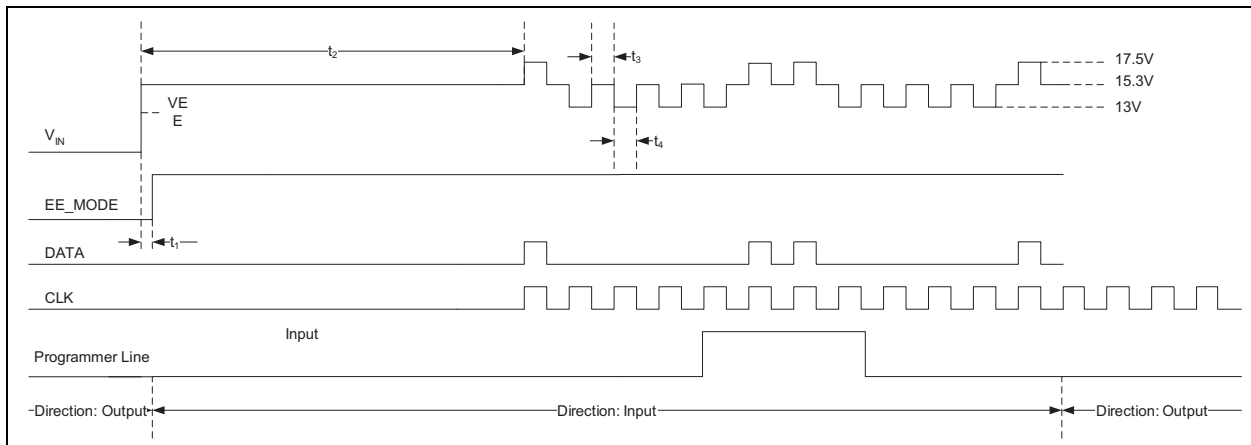 t2
t3
17.5V
15.3V
13V
VE
E
VIN
t4
EE_MODE
t1
DATA
CLK
Input
Programmer Line
Direction: Output
Direction: Input
Direction: Output